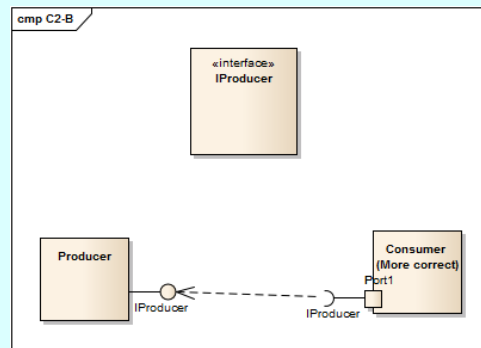 cmp C2-B
«interface»
IProducer
Producer
IProducer
IProducer
Consumer
(More correct)
Port1